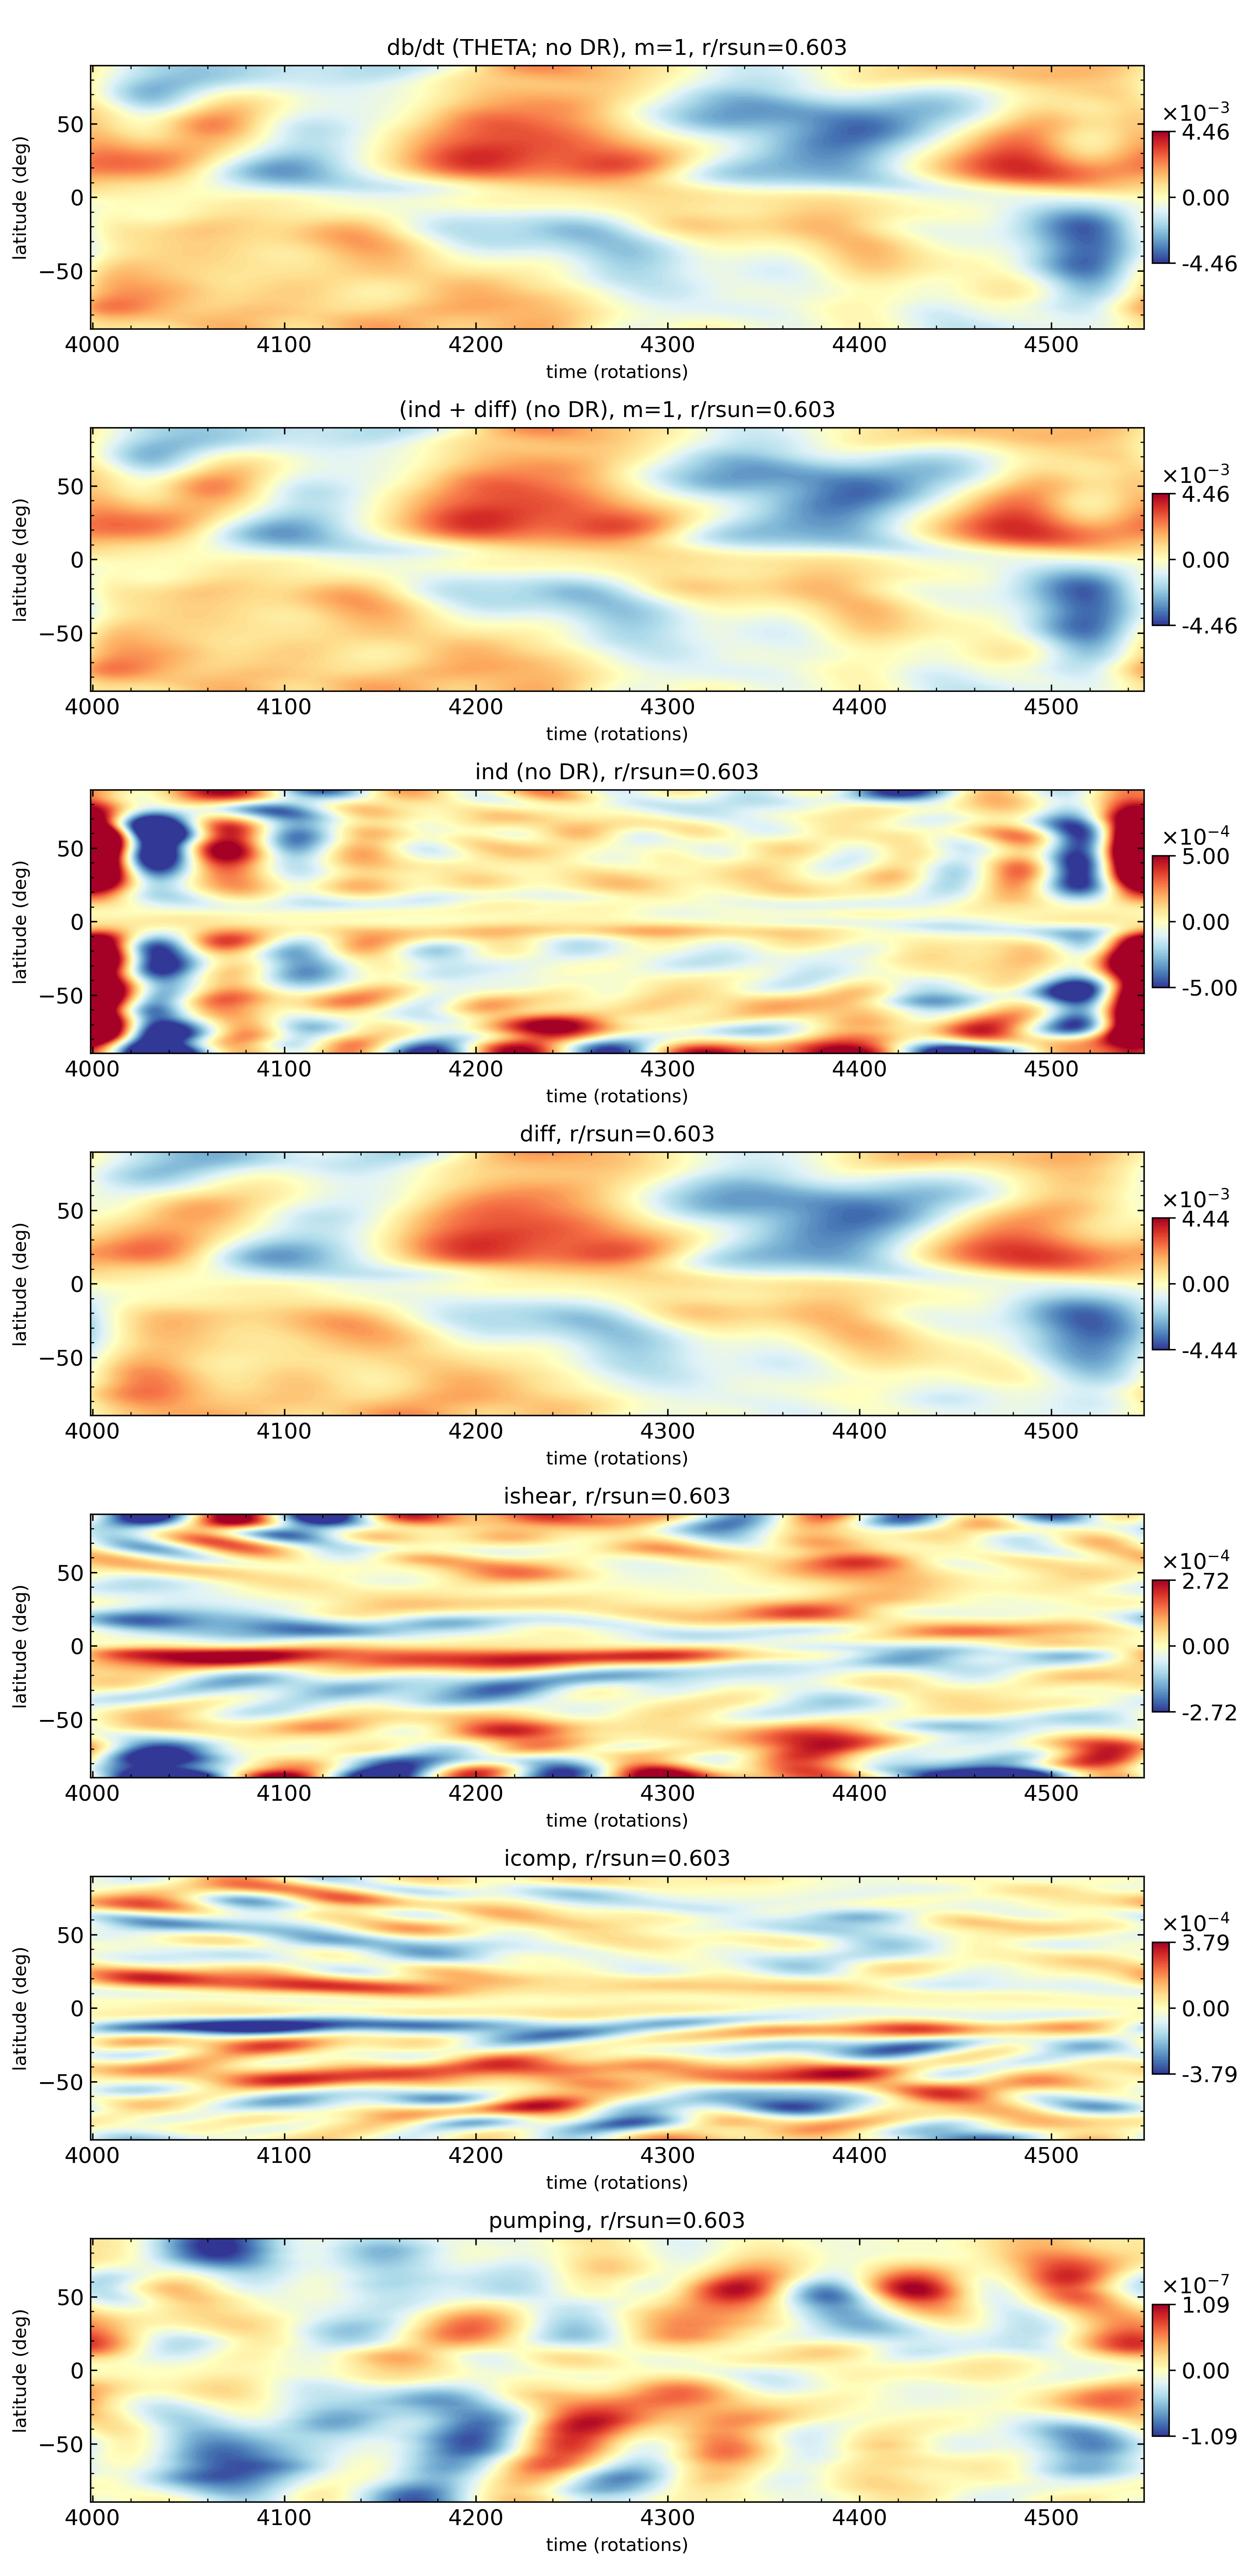 db/dt (THETA; no DR), m=1, r/rsun=0.603
×10⁻³
4.46
0.00
-4.46
latitude (deg)
50
0
−50
4000 4100 4200 4300 4400 4500
time (rotations)
(ind + diff) (no DR), m=1, r/rsun=0.603
×10⁻³
4.46
0.00
-4.46
latitude (deg)
50
0
−50
4000 4100 4200 4300 4400 4500
time (rotations)
ind (no DR), r/rsun=0.603
×10⁻⁴
5.00
0.00
-5.00
latitude (deg)
50
0
−50
4000 4100 4200 4300 4400 4500
time (rotations)
diff, r/rsun=0.603
×10⁻³
4.44
0.00
-4.44
latitude (deg)
50
0
−50
4000 4100 4200 4300 4400 4500
time (rotations)
ishear, r/rsun=0.603
×10⁻⁴
2.72
0.00
-2.72
latitude (deg)
50
0
−50
4000 4100 4200 4300 4400 4500
time (rotations)
icomp, r/rsun=0.603
×10⁻⁴
3.79
0.00
-3.79
latitude (deg)
50
0
−50
4000 4100 4200 4300 4400 4500
time (rotations)
pumping, r/rsun=0.603
×10⁻⁷
1.09
0.00
-1.09
latitude (deg)
50
0
−50
4000 4100 4200 4300 4400 4500
time (rotations)